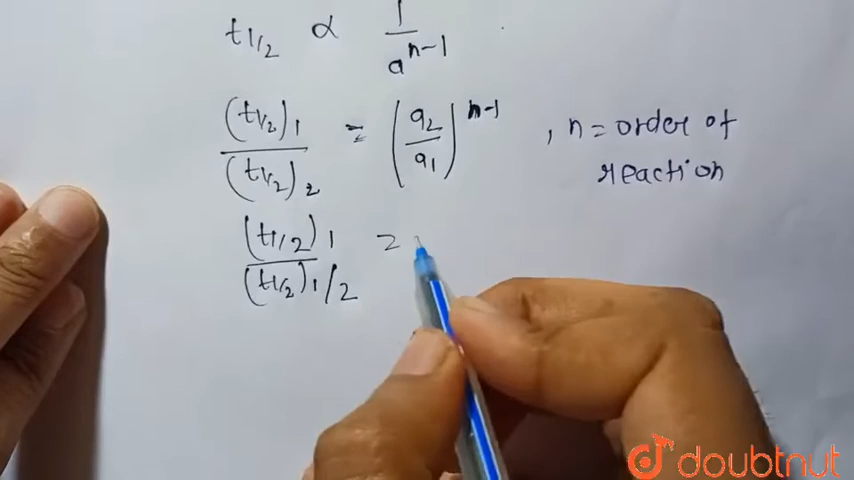 t1/2 ∝ 1/a^n-1
(t1/2)1/(t1/2)2 = (a2/a1)^n-1 , n = order of
reaction
(t1/2)1/(t1/2)1/2 =
doubtnut